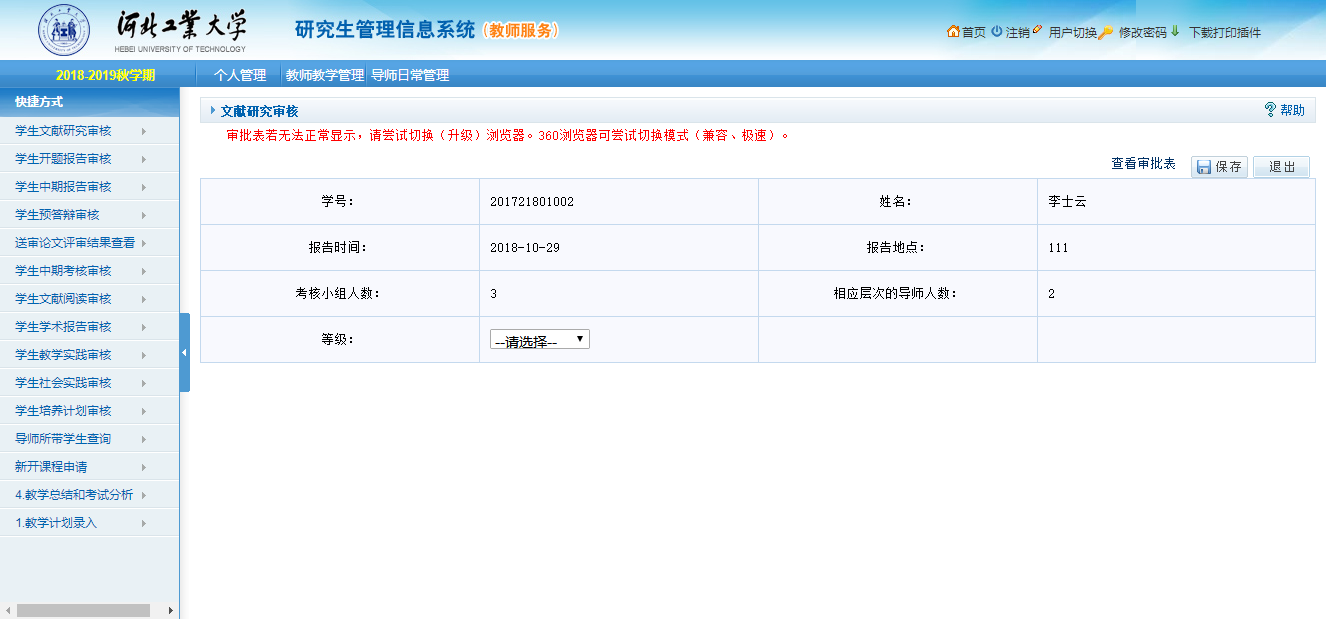 河北工業大学
HEBEI UNIVERSITY OF TECHNOLOGY
研究生管理信息系统（教师服务）
首页 注销 用户切换 修改密码 下载打印插件
2018-2019秋学期 个人管理 教师教学管理 导师日常管理
快捷方式
学生文献研究审核
学生开题报告审核
学生中期报告审核
学生预答辩审核
送审论文评审结果查看
学生中期考核审核
学生文献阅读审核
学生学术报告审核
学生教学实践审核
学生社会实践审核
学生培养计划审核
导师所带学生查询
新开课程申请
4.教学总结和考试分析
1.教学计划录入
文献研究审核 帮助
审批表若无法正常显示，请尝试切换（升级）浏览器。360浏览器可尝试切换模式（兼容、极速）。
查看审批表 保存 退出
学号： 201721801002 姓名： 李士云
报告时间： 2018-10-29 报告地点： 111
考核小组人数： 3 相应层次的导师人数： 2
等级： --请选择--